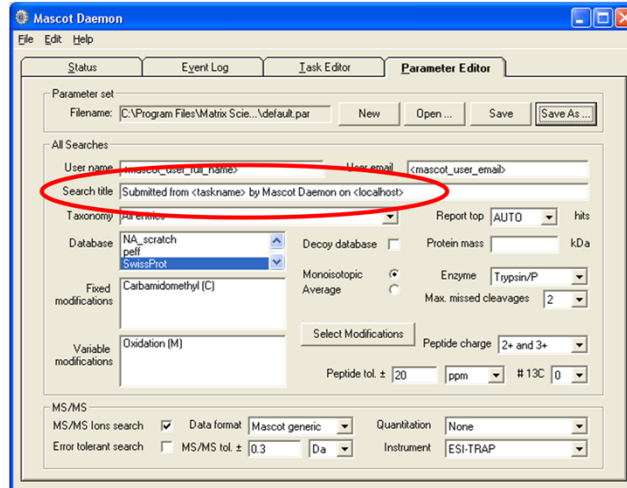 Mascot Daemon
File Edit Help
Status Event Log Task Editor Parameter Editor
Parameter set
Filename: C:\Program Files\Matrix Scie...\default.par New Open ... Save Save As ...
All Searches
User name <mascot_user_full_name> User email <mascot_user_email>
Search title Submitted from <taskname> by Mascot Daemon on <localhost>
Taxonomy All entries Report top AUTO hits
Database NA_scratch
peff
SwissProt
Decoy database Protein mass kDa
Monoisotopic Enzyme Trypsin/P
Average Max. missed cleavages 2
Fixed modifications Carbamidomethyl (C)
Select Modifications
Variable modifications Oxidation (M)
Peptide charge 2+ and 3+
Peptide tol. ± 20 ppm # 13C 0
MS/MS
MS/MS Ions search Data format Mascot generic Quantitation None
Error tolerant search MS/MS tol. ± 0.3 Da Instrument ESI-TRAP